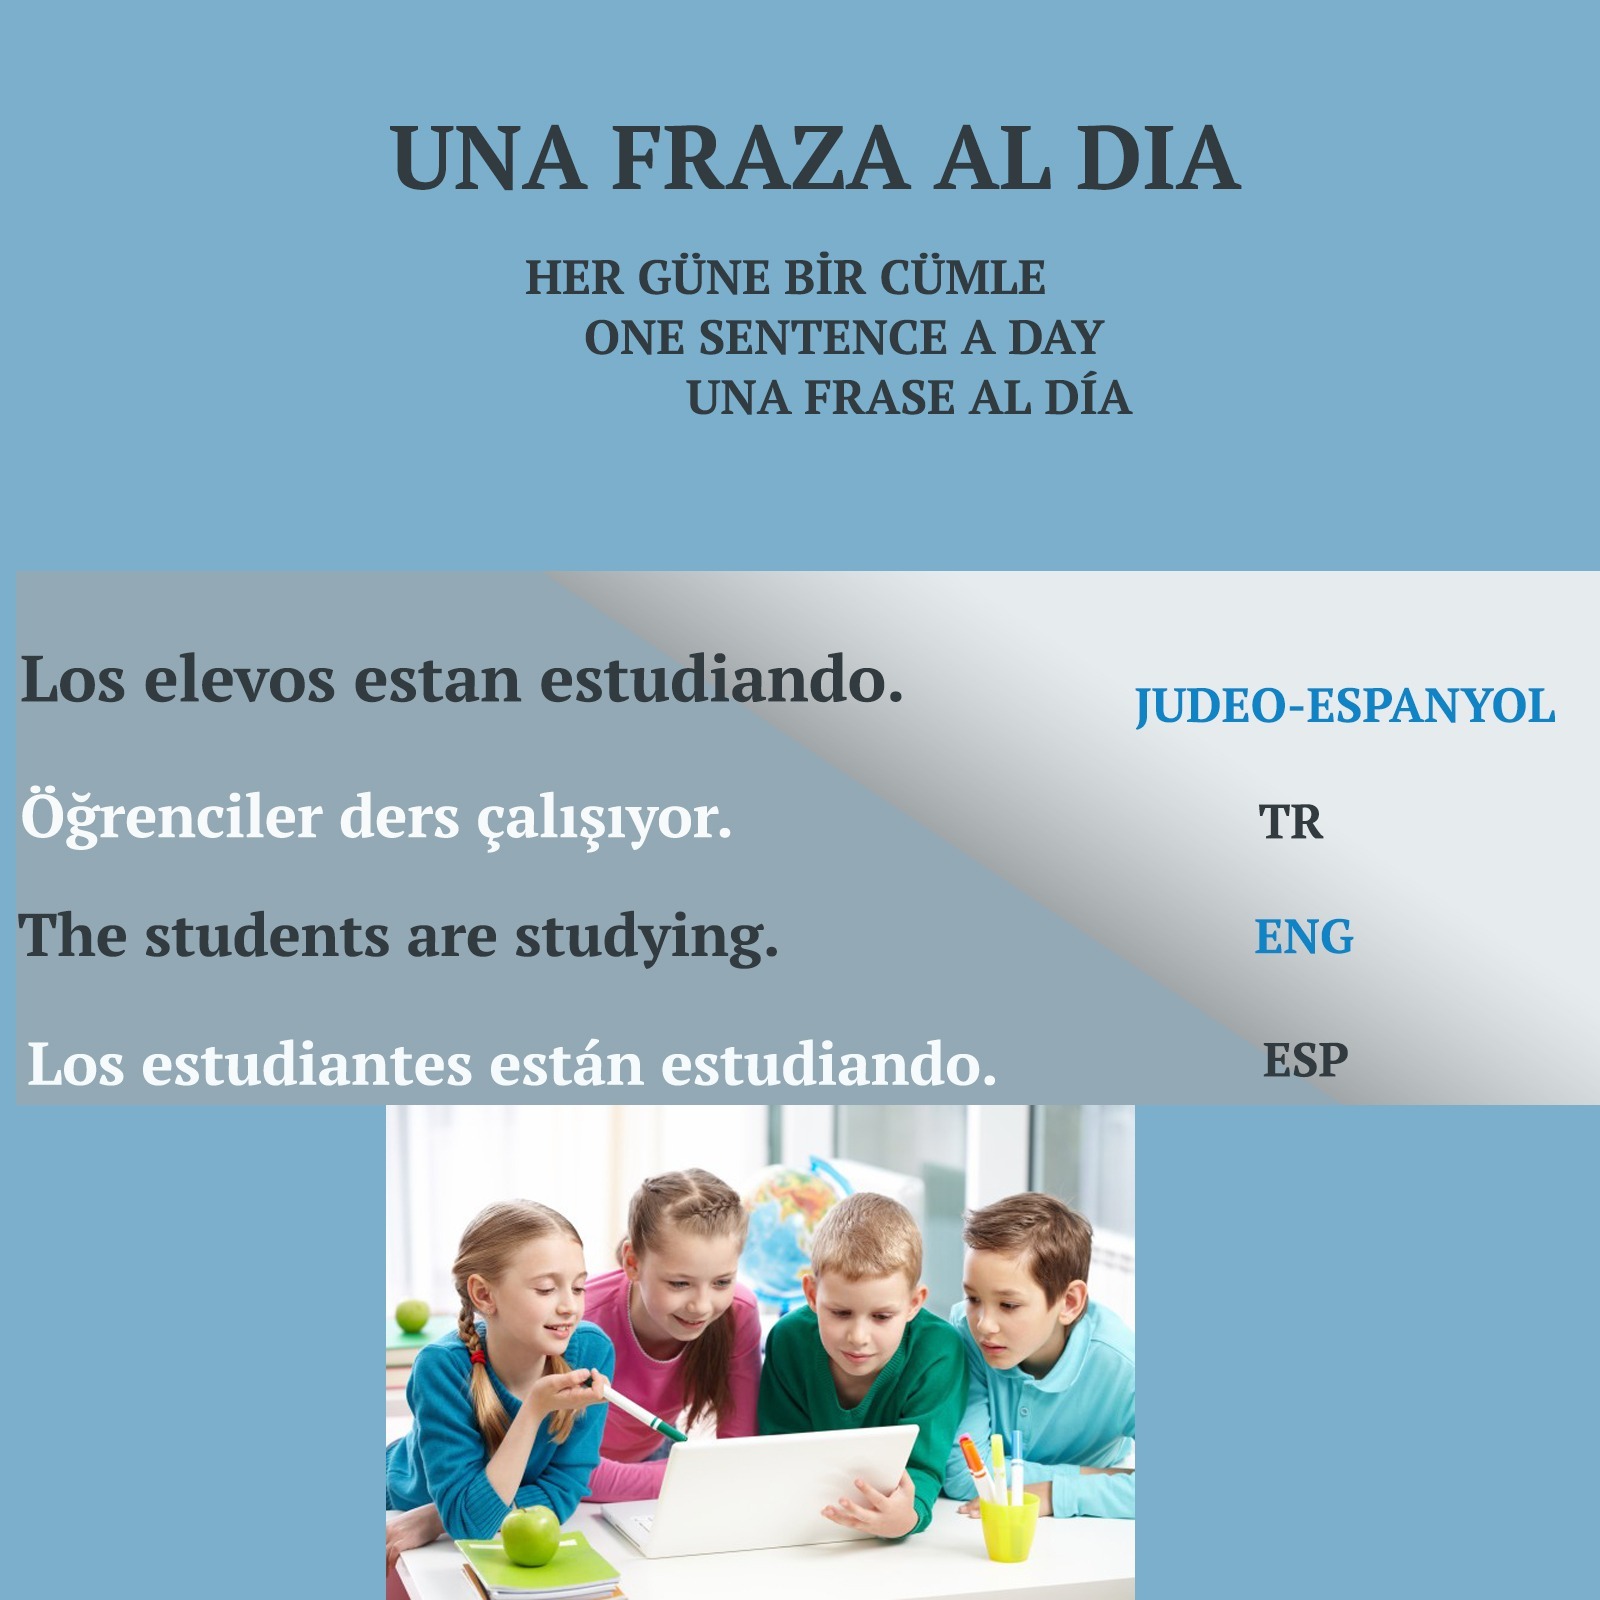 UNA FRAZA AL DIA
HER GÜNE BİR CÜMLE
ONE SENTENCE A DAY
UNA FRASE AL DÍA
Los elevos estan estudiando.
JUDEO-ESPANYOL
Öğrenciler ders çalışıyor.
TR
The students are studying.
ENG
Los estudiantes están estudiando.
ESP